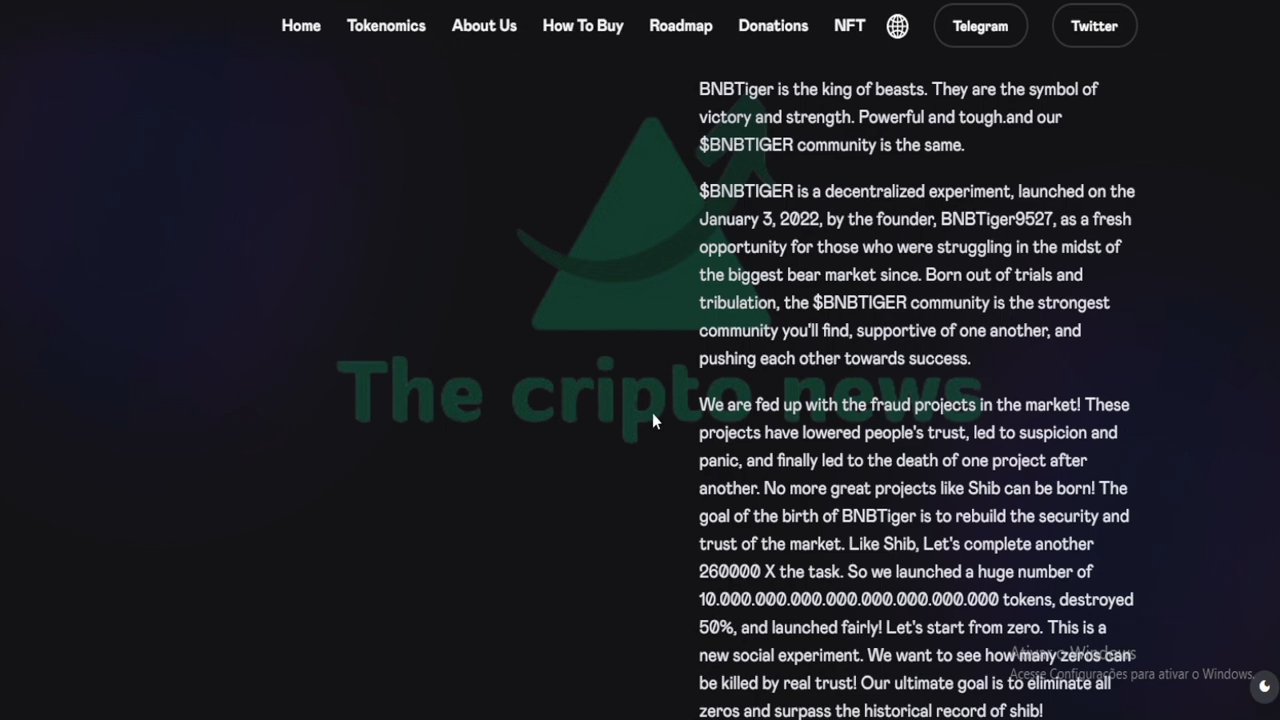 Home Tokenomics About Us How To Buy Roadmap Donations NFT Telegram Twitter
BNBTiger is the king of beasts. They are the symbol of
victory and strength. Powerful and tough.and our
$BNBTIGER community is the same.
$BNBTIGER is a decentralized experiment, launched on the
January 3, 2022, by the founder, BNBTiger9527, as a fresh
opportunity for those who were struggling in the midst of
the biggest bear market since. Born out of trials and
tribulation, the $BNBTIGER community is the strongest
community you'll find, supportive of one another, and
pushing each other towards success.
The cripto news
We are fed up with the fraud projects in the market! These
projects have lowered people's trust, led to suspicion and
panic, and finally led to the death of one project after
another. No more great projects like Shib can be born! The
goal of the birth of BNBTiger is to rebuild the security and
trust of the market. Like Shib, Let's complete another
260000 X the task. So we launched a huge number of
10.000.000.000.000.000.000.000.000 tokens, destroyed
50%, and launched fairly! Let's start from zero. This is a
new social experiment. We want to see how many zeros can
be killed by real trust! Our ultimate goal is to eliminate all
zeros and surpass the historical record of shib!
Ativar o Windows
Acesse Configurações para ativar o Windows.